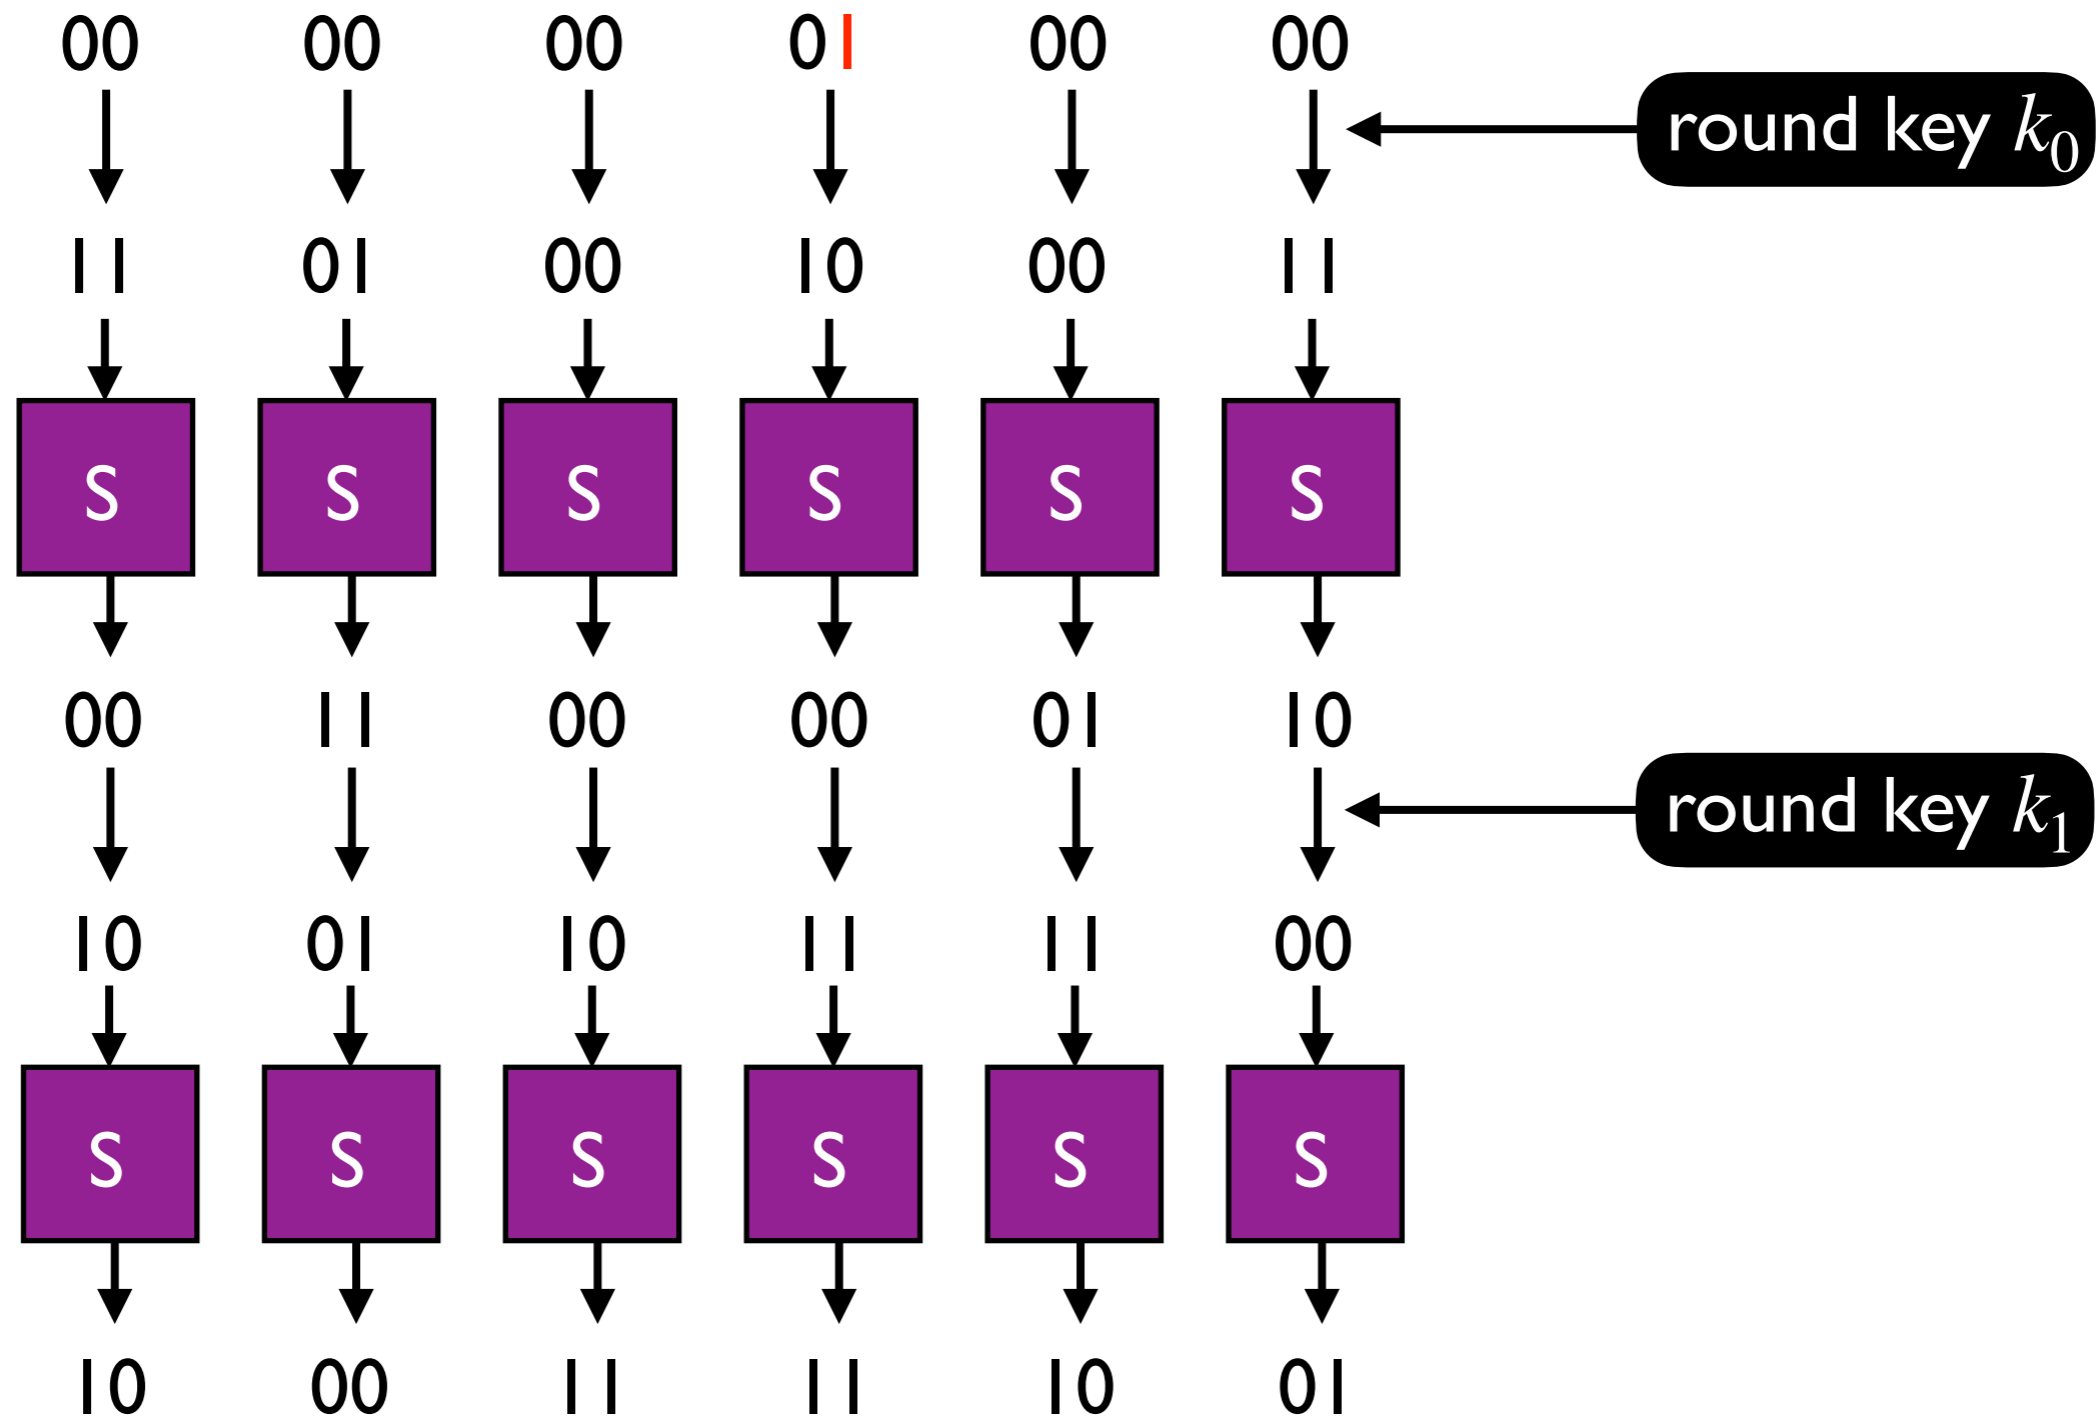 00 00 00 01 00 00
round key k₀
11 01 00 10 00 11
S S S S S S
00 11 00 00 01 10
round key k₁
10 01 10 11 11 00
S S S S S S
10 00 11 11 10 01